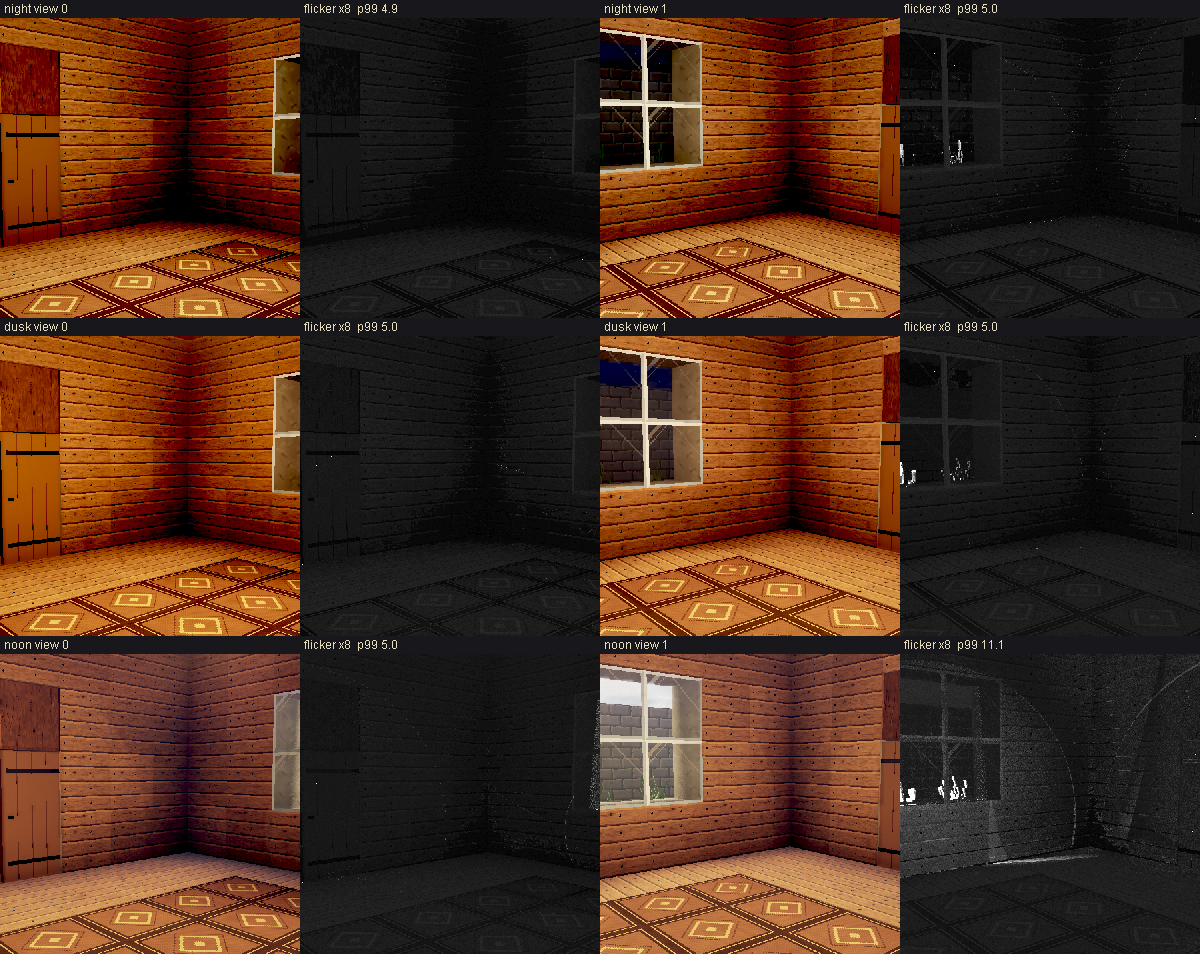 night view 0
flicker x8 p99 4.9
night view 1
flicker x8 p99 5.0
dusk view 0
flicker x8 p99 5.0
dusk view 1
flicker x8 p99 5.0
noon view 0
flicker x8 p99 5.0
noon view 1
flicker x8 p99 11.1